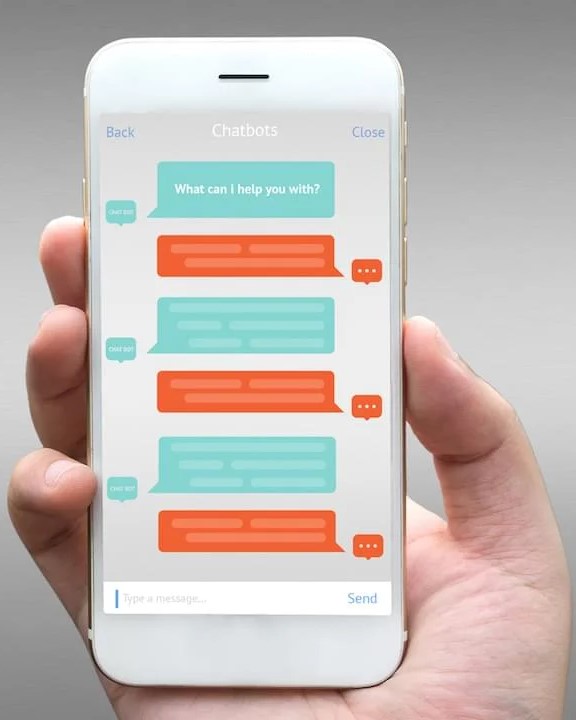 Back
Chatbots
Close
What can i help you with?
CHAT BOT
CHAT BOT
CHAT BOT
Type a message...
Send